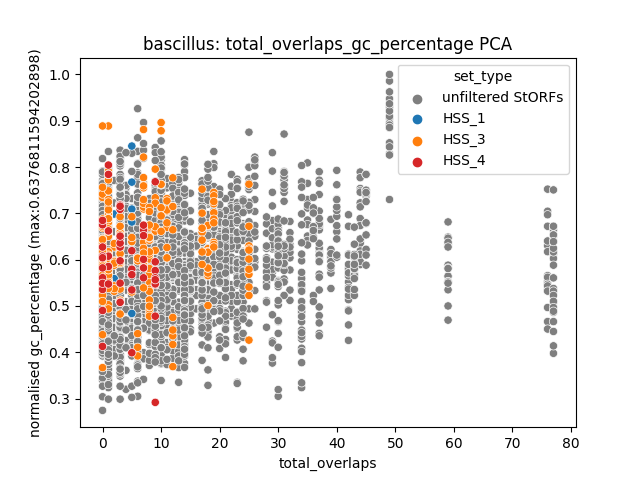 bascillus: total_overlaps_gc_percentage PCA
normalised gc_percentage (max:0.6376811594202898)
1.0
0.9
0.8
0.7
0.6
0.5
0.4
0.3
set_type
unfiltered StORFs
HSS_1
HSS_3
HSS_4
0 10 20 30 40 50 60 70 80
total_overlaps